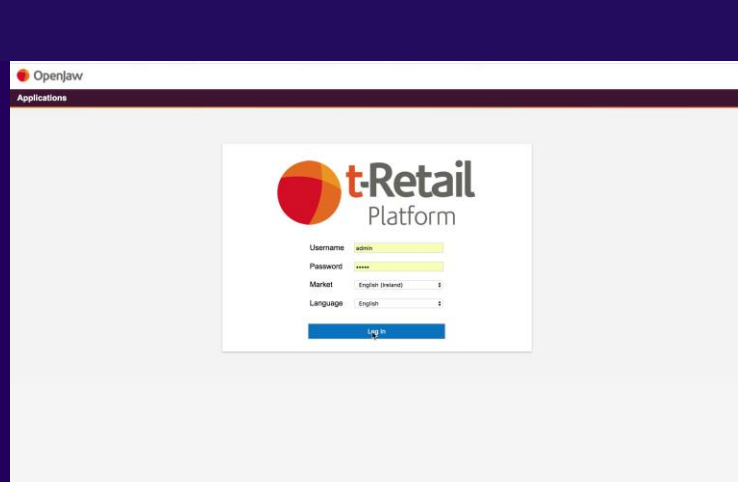 OpenJaw
Applications
t-Retail
Platform
Username admin
Password •••••
Market English (Ireland)
Language English
Log In